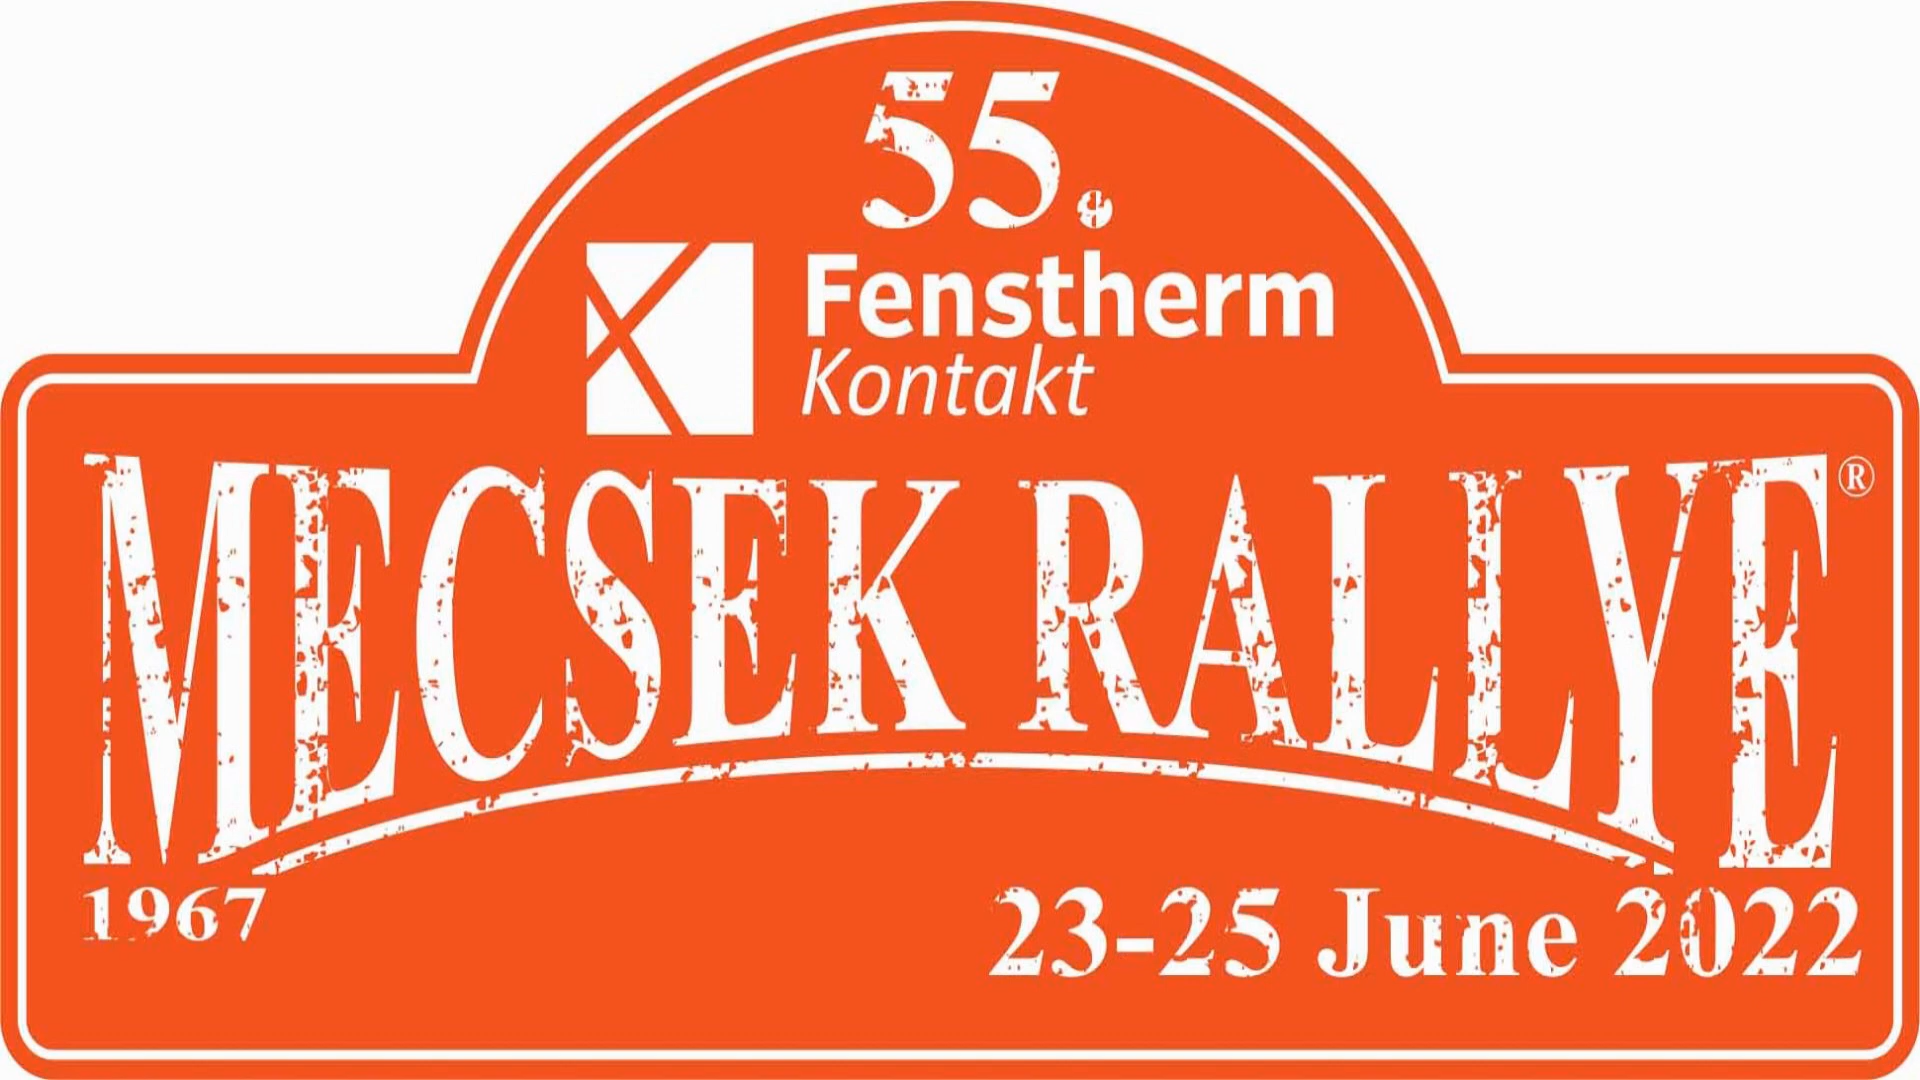 55.
Fenstherm
Kontakt
MECSEK RALLYE®
1967
23-25 June 2022